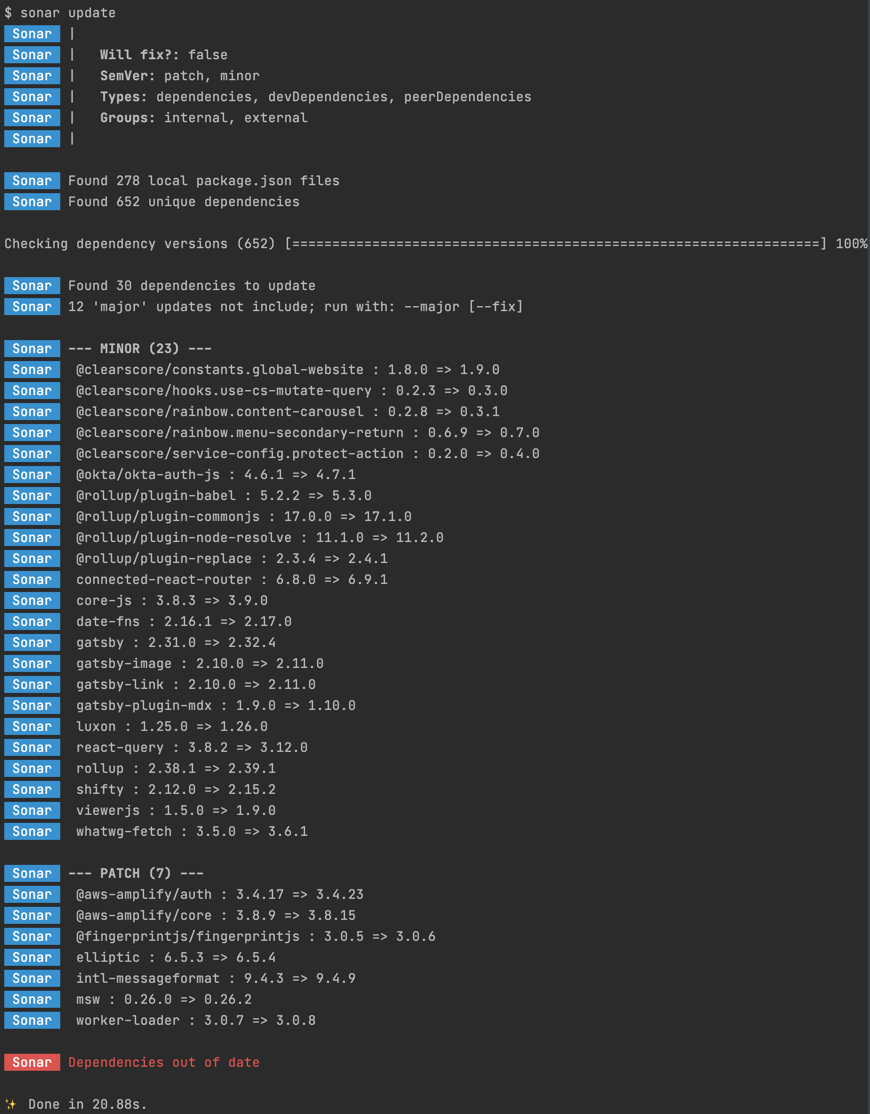 $ sonar update
Sonar |
Sonar | Will fix?: false
Sonar | SemVer: patch, minor
Sonar | Types: dependencies, devDependencies, peerDependencies
Sonar | Groups: internal, external
Sonar |
Sonar Found 278 local package.json files
Sonar Found 652 unique dependencies
Checking dependency versions (652) [==================================================================] 100%
Sonar Found 30 dependencies to update
Sonar 12 'major' updates not include; run with: --major [--fix]
Sonar --- MINOR (23) ---
Sonar @clearscore/constants.global-website : 1.8.0 => 1.9.0
Sonar @clearscore/hooks.use-cs-mutate-query : 0.2.3 => 0.3.0
Sonar @clearscore/rainbow.content-carousel : 0.2.8 => 0.3.1
Sonar @clearscore/rainbow.menu-secondary-return : 0.6.9 => 0.7.0
Sonar @clearscore/service-config.protect-action : 0.2.0 => 0.4.0
Sonar @okta/okta-auth-js : 4.6.1 => 4.7.1
Sonar @rollup/plugin-babel : 5.2.2 => 5.3.0
Sonar @rollup/plugin-commonjs : 17.0.0 => 17.1.0
Sonar @rollup/plugin-node-resolve : 11.1.0 => 11.2.0
Sonar @rollup/plugin-replace : 2.3.4 => 2.4.1
Sonar connected-react-router : 6.8.0 => 6.9.1
Sonar core-js : 3.8.3 => 3.9.0
Sonar date-fns : 2.16.1 => 2.17.0
Sonar gatsby : 2.31.0 => 2.32.4
Sonar gatsby-image : 2.10.0 => 2.11.0
Sonar gatsby-link : 2.10.0 => 2.11.0
Sonar gatsby-plugin-mdx : 1.9.0 => 1.10.0
Sonar luxon : 1.25.0 => 1.26.0
Sonar react-query : 3.8.2 => 3.12.0
Sonar rollup : 2.38.1 => 2.39.1
Sonar shifty : 2.12.0 => 2.15.2
Sonar viewerjs : 1.5.0 => 1.9.0
Sonar whatwg-fetch : 3.5.0 => 3.6.1
Sonar --- PATCH (7) ---
Sonar @aws-amplify/auth : 3.4.17 => 3.4.23
Sonar @aws-amplify/core : 3.8.9 => 3.8.15
Sonar @fingerprintjs/fingerprintjs : 3.0.5 => 3.0.6
Sonar elliptic : 6.5.3 => 6.5.4
Sonar intl-messageformat : 9.4.3 => 9.4.9
Sonar msw : 0.26.0 => 0.26.2
Sonar worker-loader : 3.0.7 => 3.0.8
Sonar Dependencies out of date
✨ Done in 20.88s.